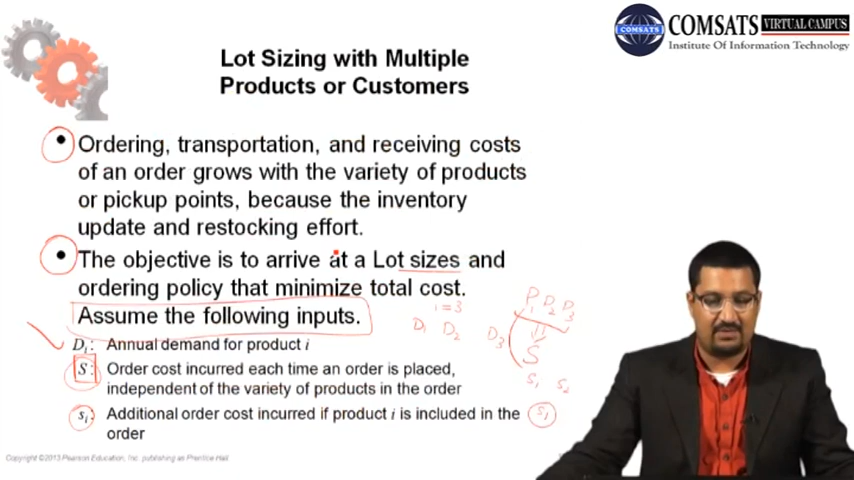 COMSATS
COMSATS VIRTUAL CAMPUS
Institute Of Information Technology
Lot Sizing with Multiple
Products or Customers
• Ordering, transportation, and receiving costs
of an order grows with the variety of products
or pickup points, because the inventory
update and restocking effort.
• The objective is to arrive at a Lot sizes and
ordering policy that minimize total cost.
Assume the following inputs.
i = 3
D1 D2 D3
S
S1 S2
Di: Annual demand for product i
S: Order cost incurred each time an order is placed,
independent of the variety of products in the order
si: Additional order cost incurred if product i is included in the
order
Copyright ©2013 Pearson Education, Inc. publishing as Prentice Hall